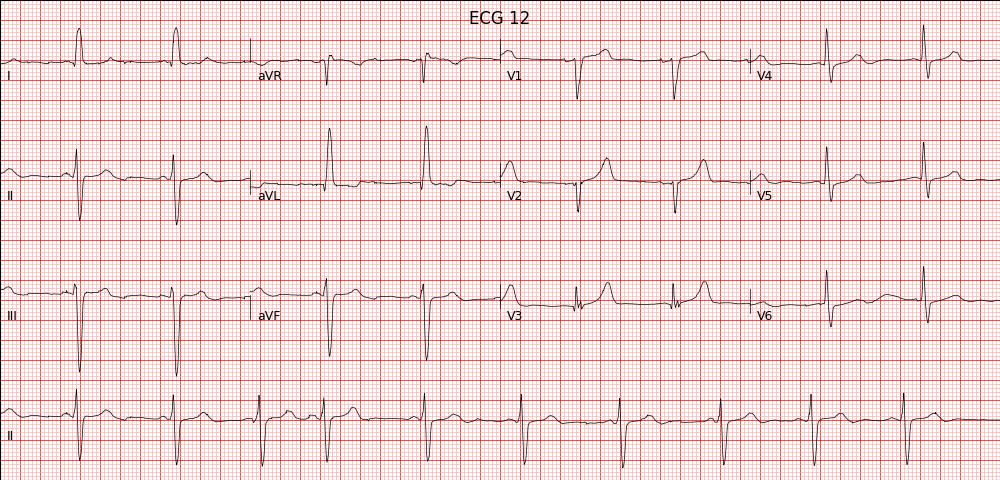 ECG 12
I aVR V1 V4
II aVL V2 V5
III aVF V3 V6
II